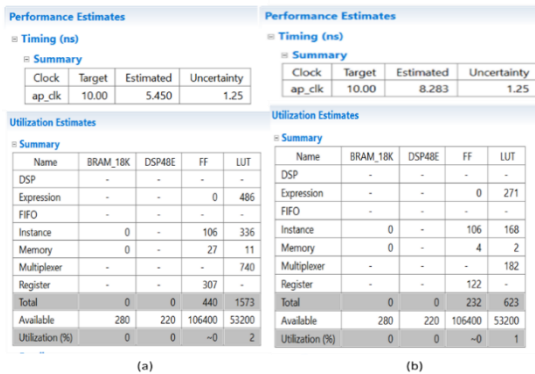 Performance Estimates
Timing (ns)
Summary
Clock Target Estimated Uncertainty
ap_clk 10.00 5.450 1.25
Utilization Estimates
Summary
Name BRAM_18K DSP48E FF LUT
DSP - - - -
Expression - - 0 486
FIFO - - - -
Instance 0 - 106 336
Memory 0 - 27 11
Multiplexer - - - 740
Register - - 307 -
Total 0 0 440 1573
Available 280 220 106400 53200
Utilization (%) 0 0 ~0 2
(a)
Performance Estimates
Timing (ns)
Summary
Clock Target Estimated Uncertainty
ap_clk 10.00 8.283 1.25
Utilization Estimates
Summary
Name BRAM_18K DSP48E FF LUT
DSP - - - -
Expression - - 0 271
FIFO - - - -
Instance 0 - 106 168
Memory 0 - 4 2
Multiplexer - - - 182
Register - - 122 -
Total 0 0 232 623
Available 280 220 106400 53200
Utilization (%) 0 0 ~0 1
(b)